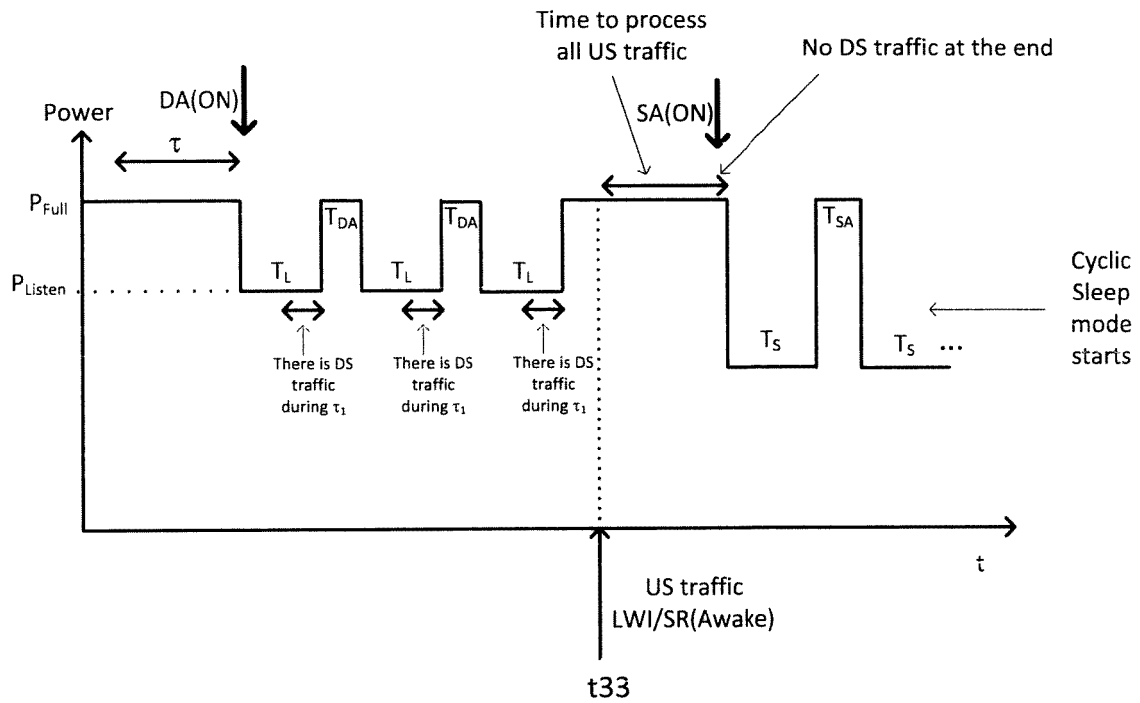 Time to process
all US traffic
No DS traffic at the end
DA(ON)
SA(ON)
Power
τ
PFull
TDA
TDA
TSA
TL
TL
TL
PListen
Cyclic
Sleep
mode
starts
There is DS
traffic
during τ1
There is DS
traffic
during τ1
There is DS
traffic
during τ1
TS
TS
...
t
US traffic
LWI/SR(Awake)
t33